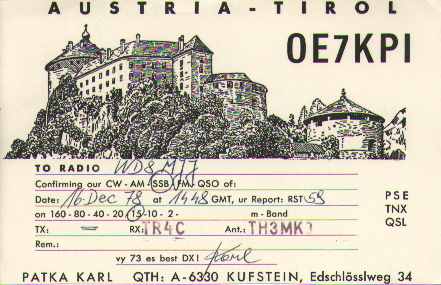 AUSTRIA - TIROL
OE7KPI
TO RADIO WD8MJJ
Confirming our CW - AM - SSB - FM - QSO of:
Date: 16 Dec 78 at 1448 GMT, ur Report: RST 59
on 160 - 80 - 40 - 20 - 15 - 10 - 2 - m - Band
PSE
TNX
QSL
TX: — RX: TR4C Ant.: TH3MK
Rem.:
vy 73 es best DX! Karl
PATKA KARL QTH: A-6330 KUFSTEIN, Edschlösslweg 34